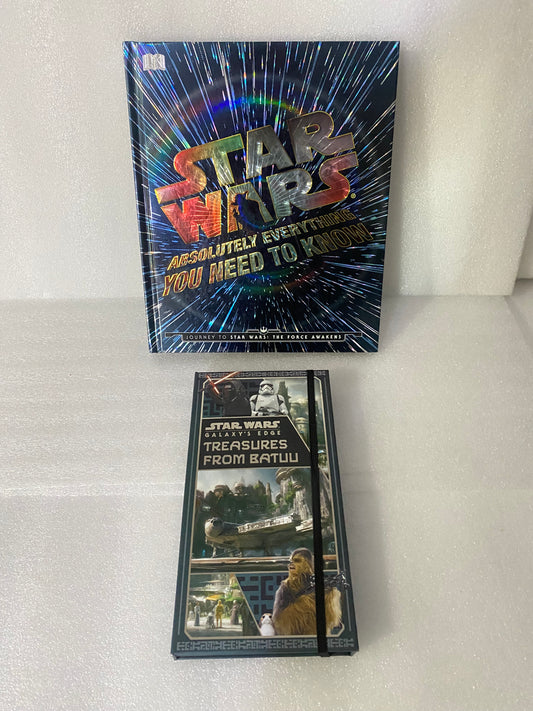 DK
STAR
WARS®
ABSOLUTELY EVERYTHING
YOU NEED TO KNOW
JOURNEY TO STAR WARS: THE FORCE AWAKENS
STAR WARS
GALAXY'S EDGE
TREASURES
FROM BATUU